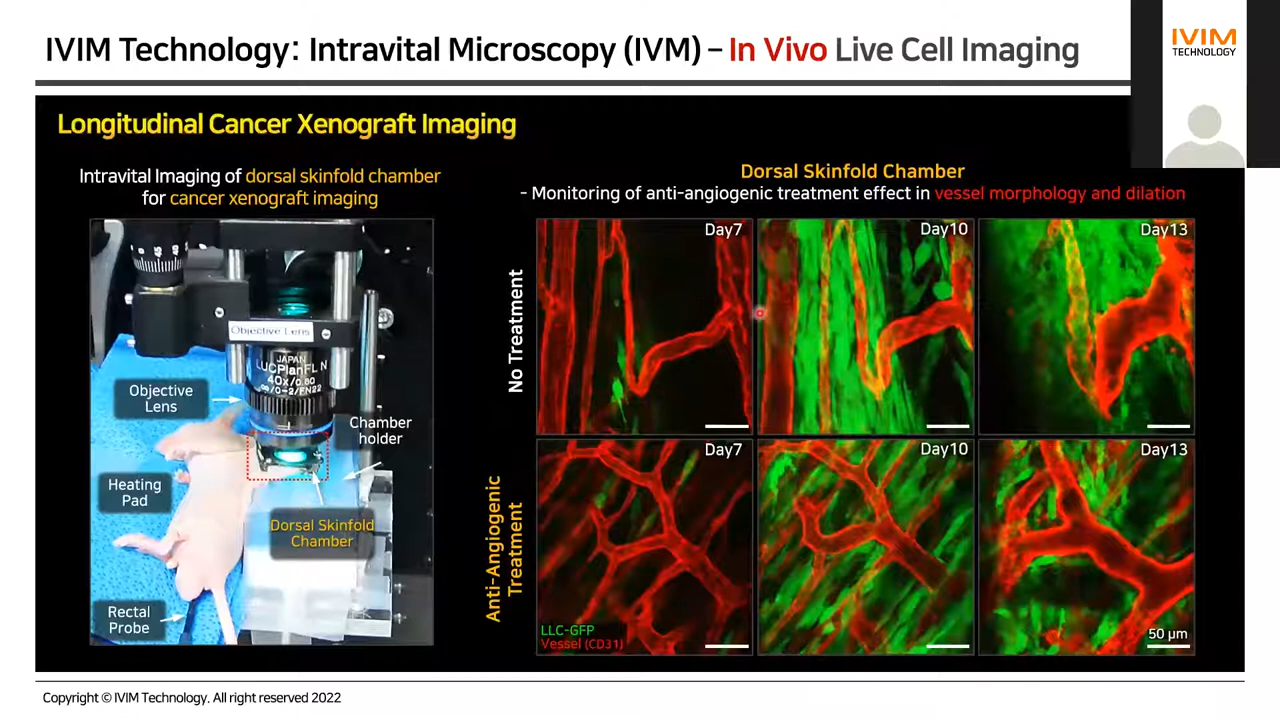 IVIM Technology: Intravital Microscopy (IVM) – In Vivo Live Cell Imaging
IVIM
TECHNOLOGY
Longitudinal Cancer Xenograft Imaging
Intravital Imaging of dorsal skinfold chamber
for cancer xenograft imaging
Objective Lens
JAPAN
LUCPlanFL N
40x/0.60
∞/0-2/FN22
Objective
Lens
Chamber
holder
Heating
Pad
Dorsal Skinfold
Chamber
Rectal
Probe
Dorsal Skinfold Chamber
- Monitoring of anti-angiogenic treatment effect in vessel morphology and dilation
No Treatment
Day7
Day10
Day13
Anti-Angiogenic
Treatment
Day7
Day10
Day13
LLC-GFP
Vessel (CD31)
50 µm
Copyright © IVIM Technology. All right reserved 2022